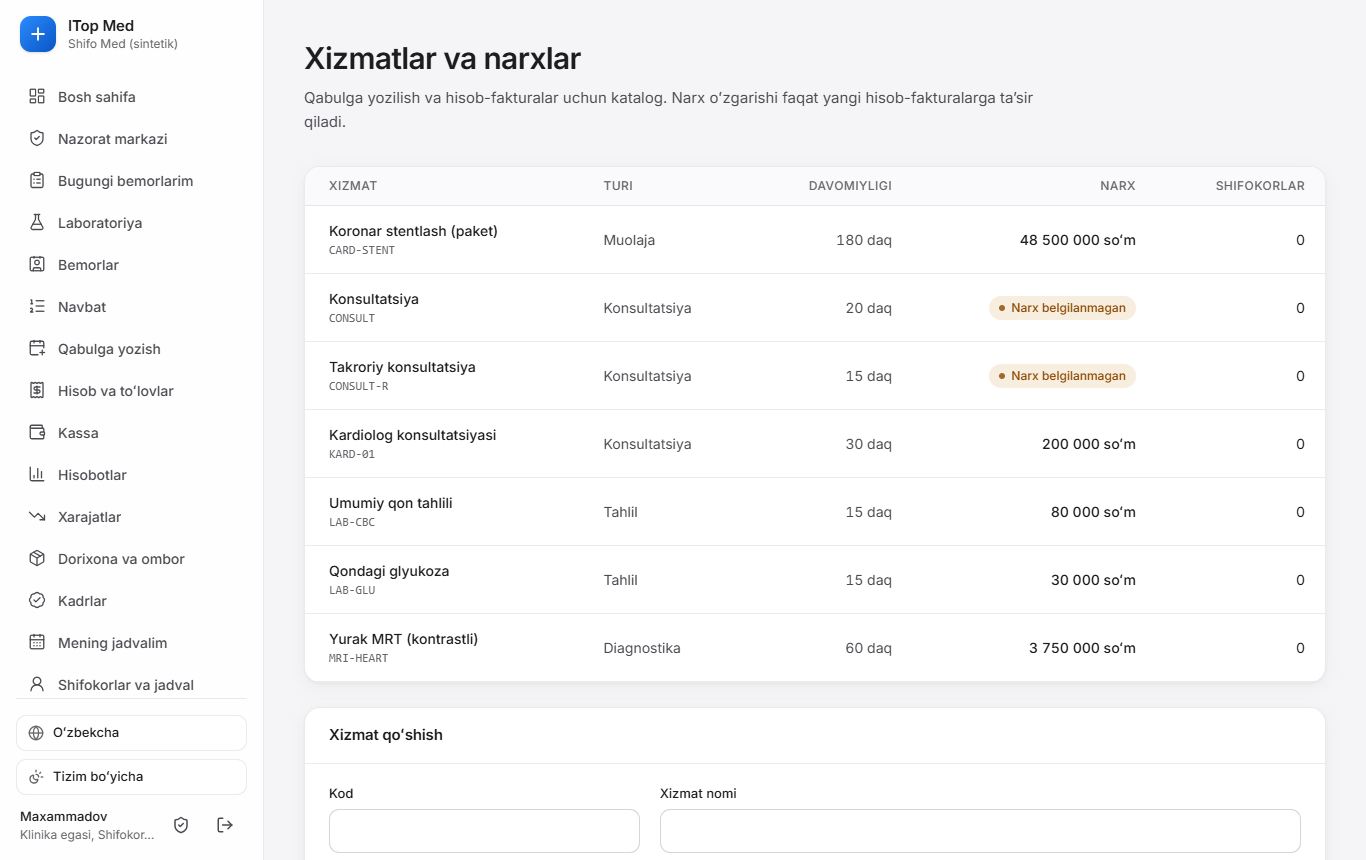 ITop Med
Shifo Med (sintetik)
Bosh sahifa
Nazorat markazi
Bugungi bemorlarim
Laboratoriya
Bemorlar
Navbat
Qabulga yozish
Hisob va toʻlovlar
Kassa
Hisobotlar
Xarajatlar
Dorixona va ombor
Kadrlar
Mening jadvalim
Shifokorlar va jadval
Oʻzbekcha
Tizim boʻyicha
Maxammadov
Klinika egasi, Shifokor...
Xizmatlar va narxlar
Qabulga yozilish va hisob-fakturalar uchun katalog. Narx oʻzgarishi faqat yangi hisob-fakturalarga taʼsir
qiladi.
XIZMAT TURI DAVOMIYLIGI NARX SHIFOKORLAR
Koronar stentlash (paket)
CARD-STENT
Muolaja 180 daq 48 500 000 soʻm 0
Konsultatsiya
CONSULT
Konsultatsiya 20 daq Narx belgilanmagan 0
Takroriy konsultatsiya
CONSULT-R
Konsultatsiya 15 daq Narx belgilanmagan 0
Kardiolog konsultatsiyasi
KARD-01
Konsultatsiya 30 daq 200 000 soʻm 0
Umumiy qon tahlili
LAB-CBC
Tahlil 15 daq 80 000 soʻm 0
Qondagi glyukoza
LAB-GLU
Tahlil 15 daq 30 000 soʻm 0
Yurak MRT (kontrastli)
MRI-HEART
Diagnostika 60 daq 3 750 000 soʻm 0
Xizmat qoʻshish
Kod Xizmat nomi